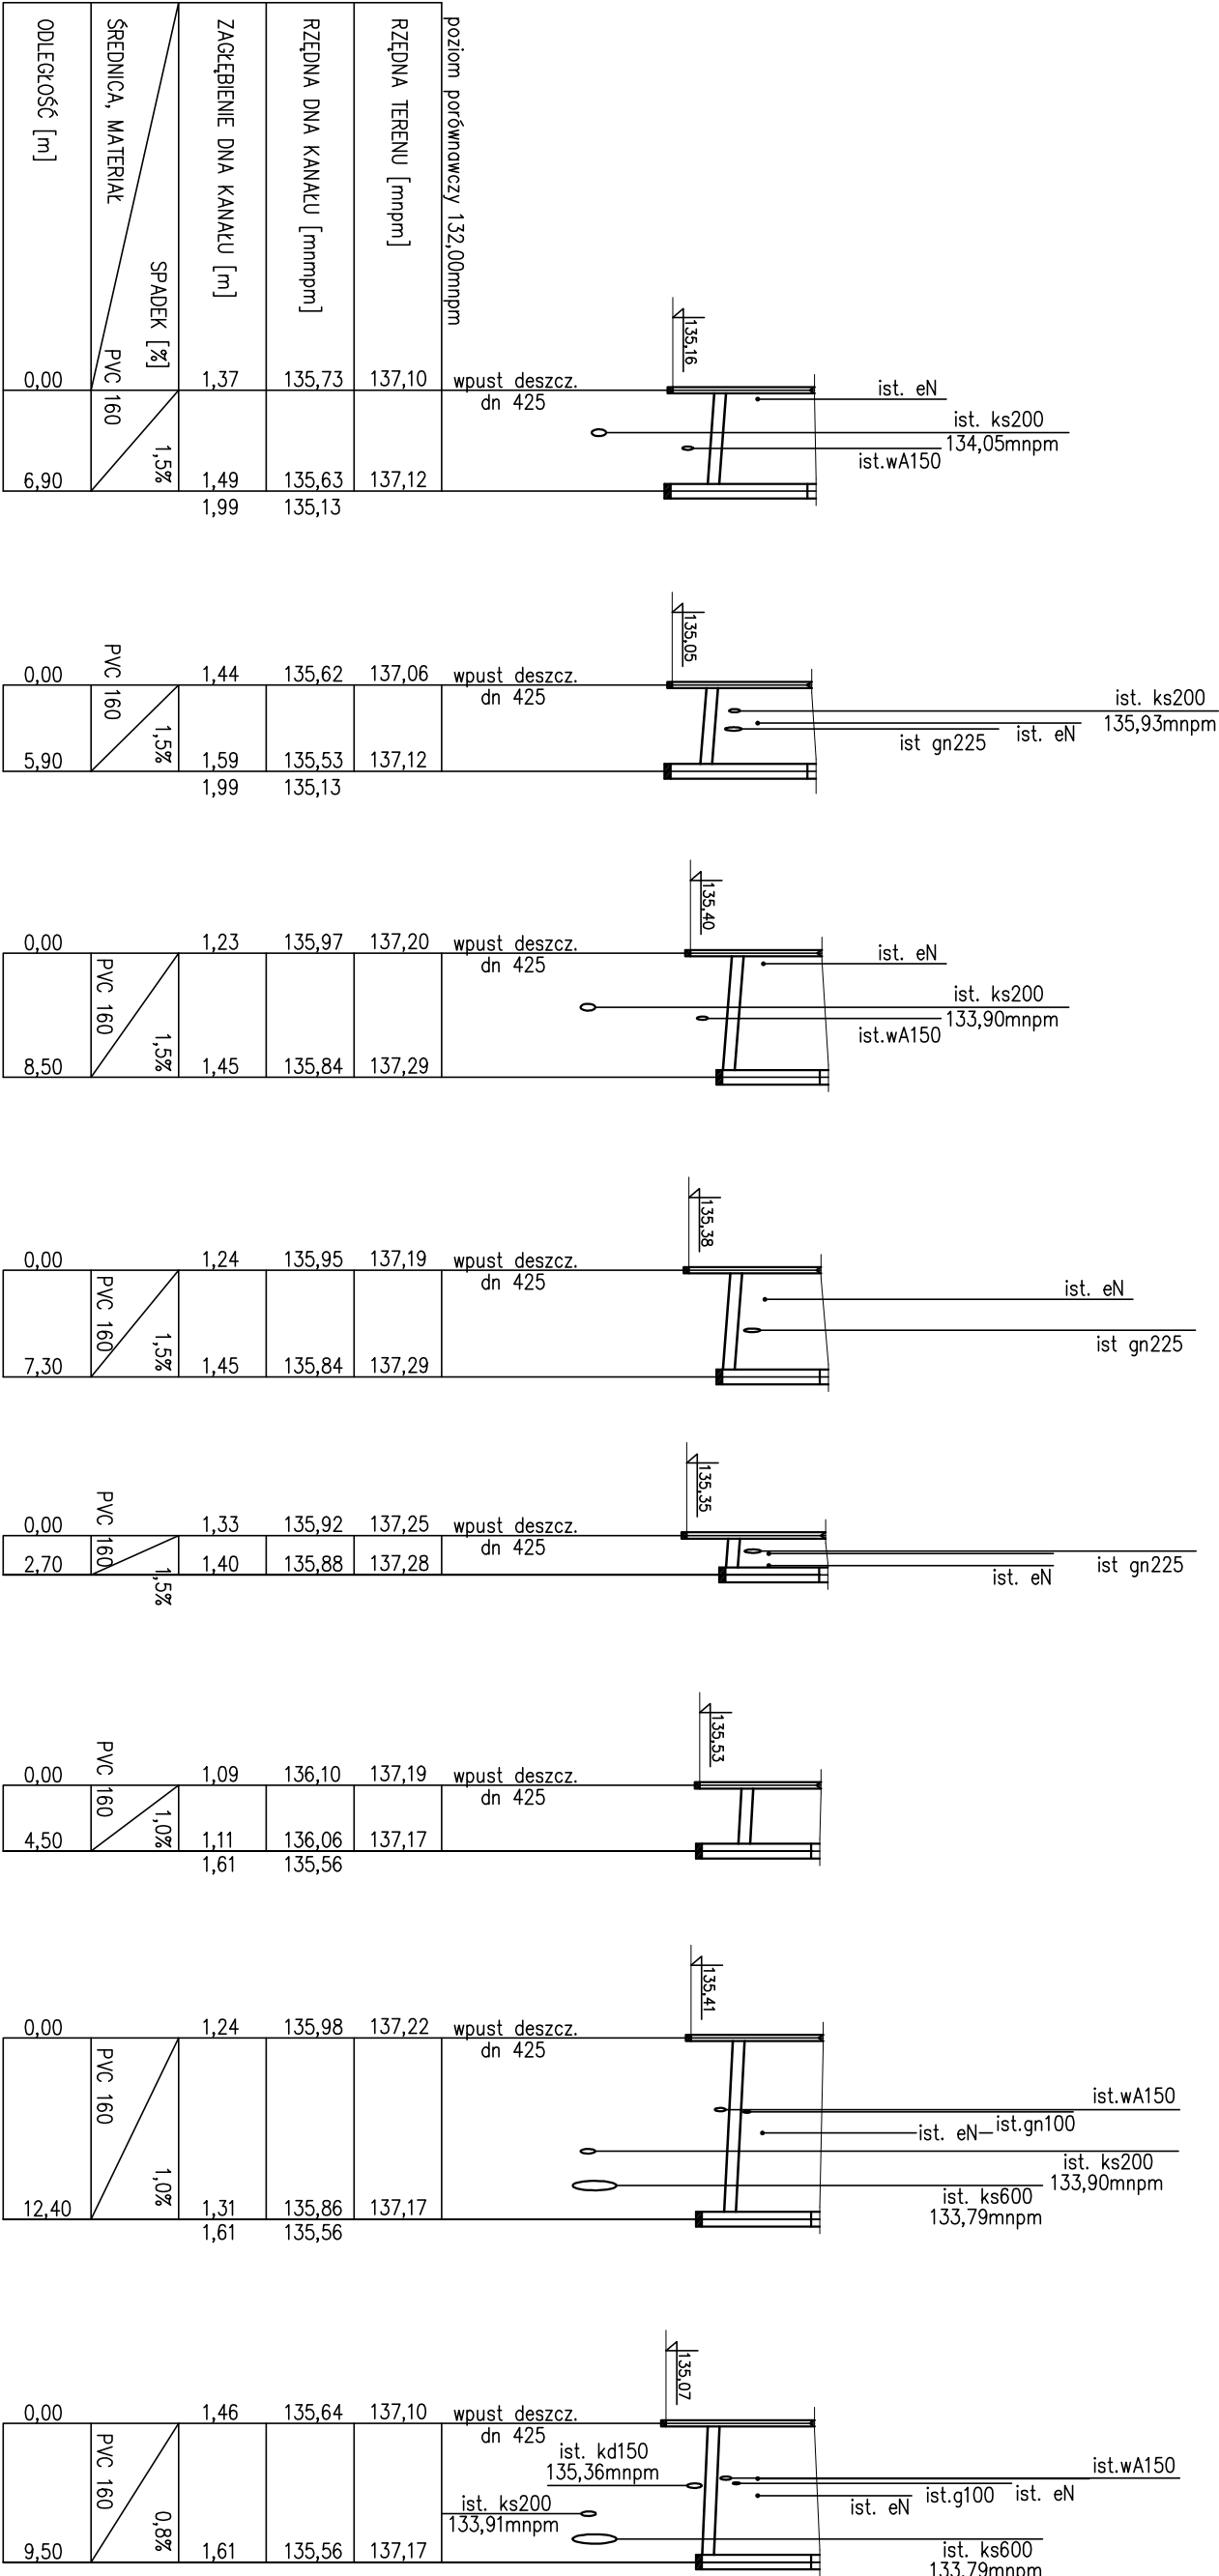 poziom porównawczy 132,00mnpm
RZĘDNA TERENU [mnpm]
RZĘDNA DNA KANAŁU [mnmpm]
ZAGŁĘBIENIE DNA KANAŁU [m]
SPADEK [%]
ŚREDNICA, MATERIAŁ
ODLEGŁOŚĆ [m]
135,16
ist. eN
ist. ks200
134,05mnpm
ist.wA150
wpust deszcz.
dn 425
0,00
PVC 160
1,5%
1,37
135,73
137,10
6,90
1,49
135,63
137,12
1,99
135,13
135,05
ist. ks200
135,93mnpm
ist. eN
ist gn225
wpust deszcz.
dn 425
0,00
PVC 160
1,5%
1,44
135,62
137,06
5,90
1,59
135,53
137,12
1,99
135,13
135,40
ist. eN
ist. ks200
133,90mnpm
ist.wA150
wpust deszcz.
dn 425
0,00
PVC 160
1,5%
1,23
135,97
137,20
8,50
1,45
135,84
137,29
135,38
ist. eN
ist gn225
wpust deszcz.
dn 425
0,00
PVC 160
1,5%
1,24
135,95
137,19
7,30
1,45
135,84
137,29
135,35
ist gn225
ist. eN
wpust deszcz.
dn 425
0,00
PVC 160
1,5%
1,33
135,92
137,25
2,70
1,40
135,88
137,28
135,53
wpust deszcz.
dn 425
0,00
PVC 160
1,0%
1,09
136,10
137,19
4,50
1,11
136,06
137,17
1,61
135,56
135,41
ist.wA150
ist.gn100
ist. eN
ist. ks200
133,90mnpm
ist. ks600
133,79mnpm
wpust deszcz.
dn 425
0,00
PVC 160
1,0%
1,24
135,98
137,22
12,40
1,31
135,86
137,17
1,61
135,56
135,07
ist.wA150
ist. eN
ist.g100
ist. eN
ist. kd150
135,36mnpm
ist. ks200
133,91mnpm
ist. ks600
133,79mnpm
wpust deszcz.
dn 425
0,00
PVC 160
0,8%
1,46
135,64
137,10
9,50
1,61
135,56
137,17